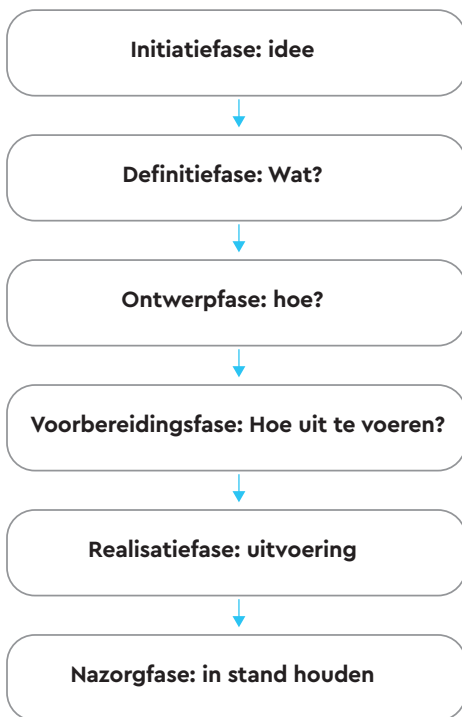 Initiatiefase: idee
Definitiefase: Wat?
Ontwerpfase: hoe?
Voorbereidingsfase: Hoe uit te voeren?
Realisatiefase: uitvoering
Nazorgfase: in stand houden